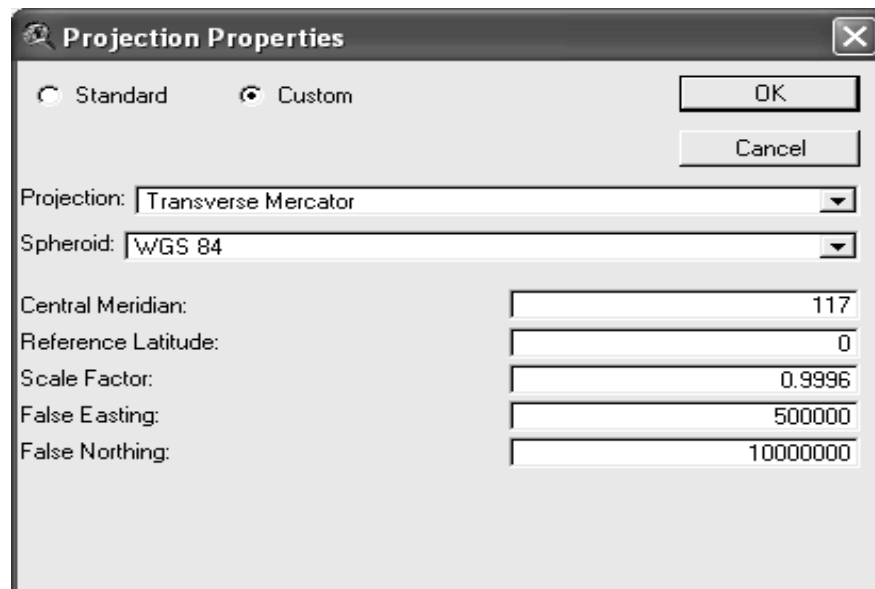 Projection Properties
Standard Custom OK
Cancel
Projection: Transverse Mercator
Spheroid: WGS 84
Central Meridian: 117
Reference Latitude: 0
Scale Factor: 0.9996
False Easting: 500000
False Northing: 10000000